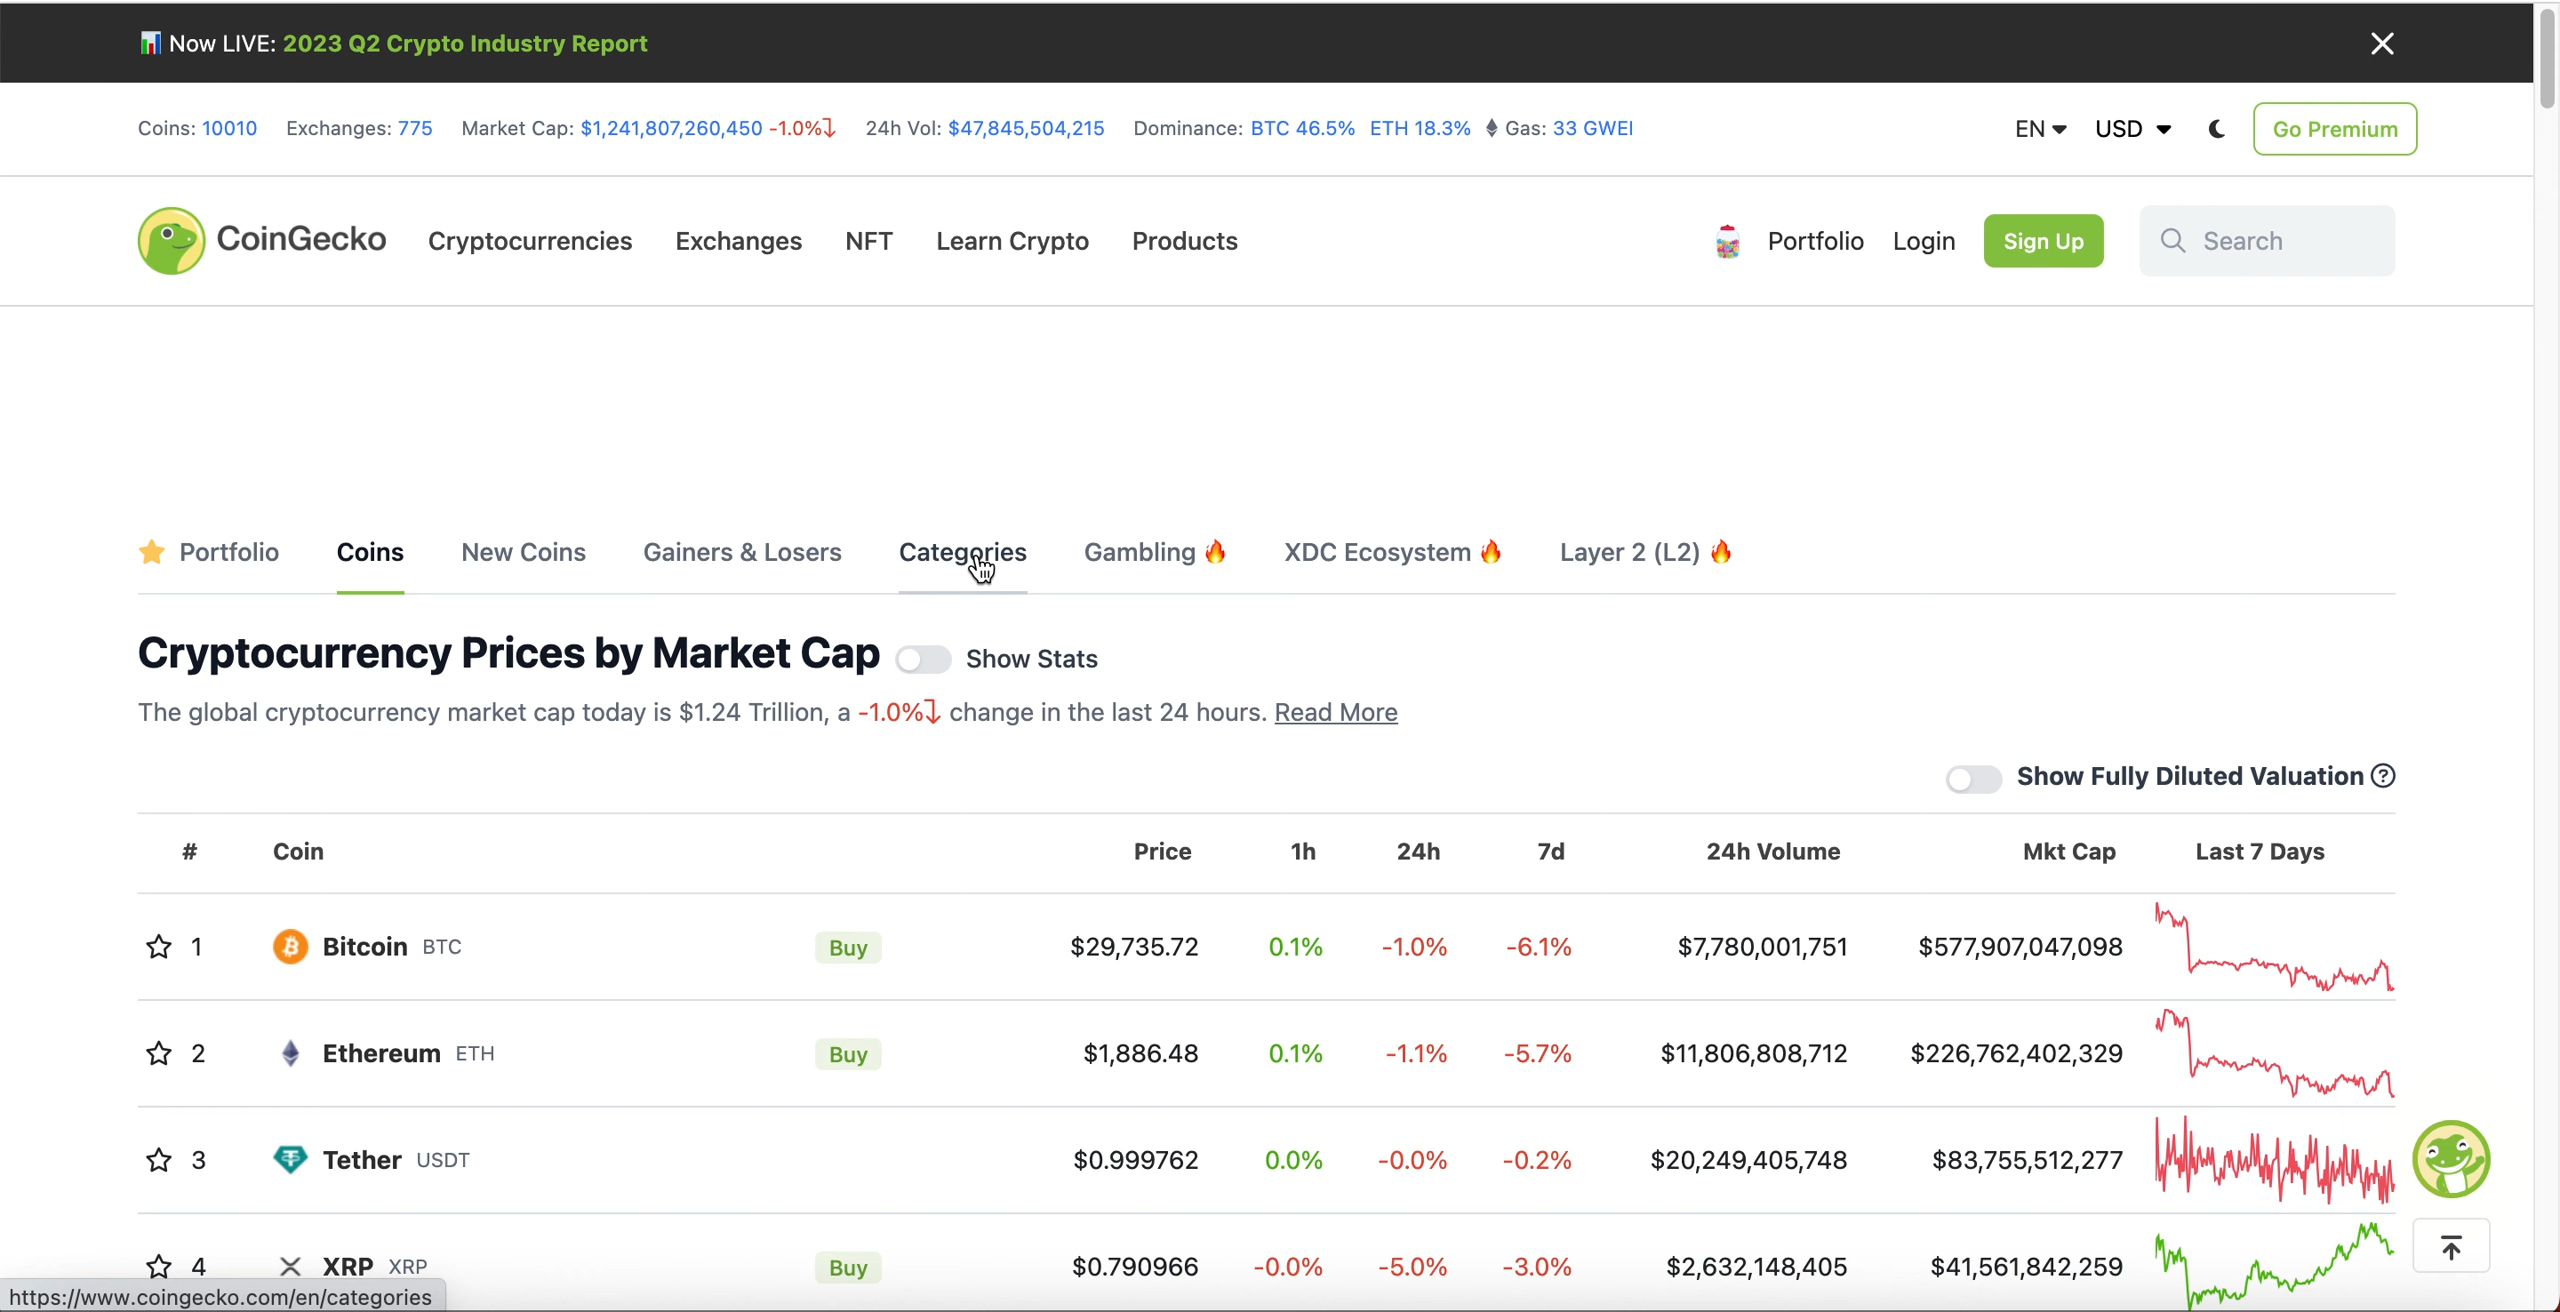 Now LIVE: 2023 Q2 Crypto Industry Report
Coins: 10010 Exchanges: 775 Market Cap: $1,241,807,260,450 -1.0% 24h Vol: $47,845,504,215 Dominance: BTC 46.5% ETH 18.3% Gas: 33 GWEI EN USD Go Premium
CoinGecko Cryptocurrencies Exchanges NFT Learn Crypto Products Portfolio Login Sign Up Search
Portfolio Coins New Coins Gainers & Losers Categories Gambling XDC Ecosystem Layer 2 (L2)
Cryptocurrency Prices by Market Cap Show Stats
The global cryptocurrency market cap today is $1.24 Trillion, a -1.0% change in the last 24 hours. Read More
Show Fully Diluted Valuation ?
# Coin Price 1h 24h 7d 24h Volume Mkt Cap Last 7 Days
1 Bitcoin BTC Buy $29,735.72 0.1% -1.0% -6.1% $7,780,001,751 $577,907,047,098
2 Ethereum ETH Buy $1,886.48 0.1% -1.1% -5.7% $11,806,808,712 $226,762,402,329
3 Tether USDT $0.999762 0.0% -0.0% -0.2% $20,249,405,748 $83,755,512,277
4 XRP XRP Buy $0.790966 -0.0% -5.0% -3.0% $2,632,148,405 $41,561,842,259
https://www.coingecko.com/en/categories